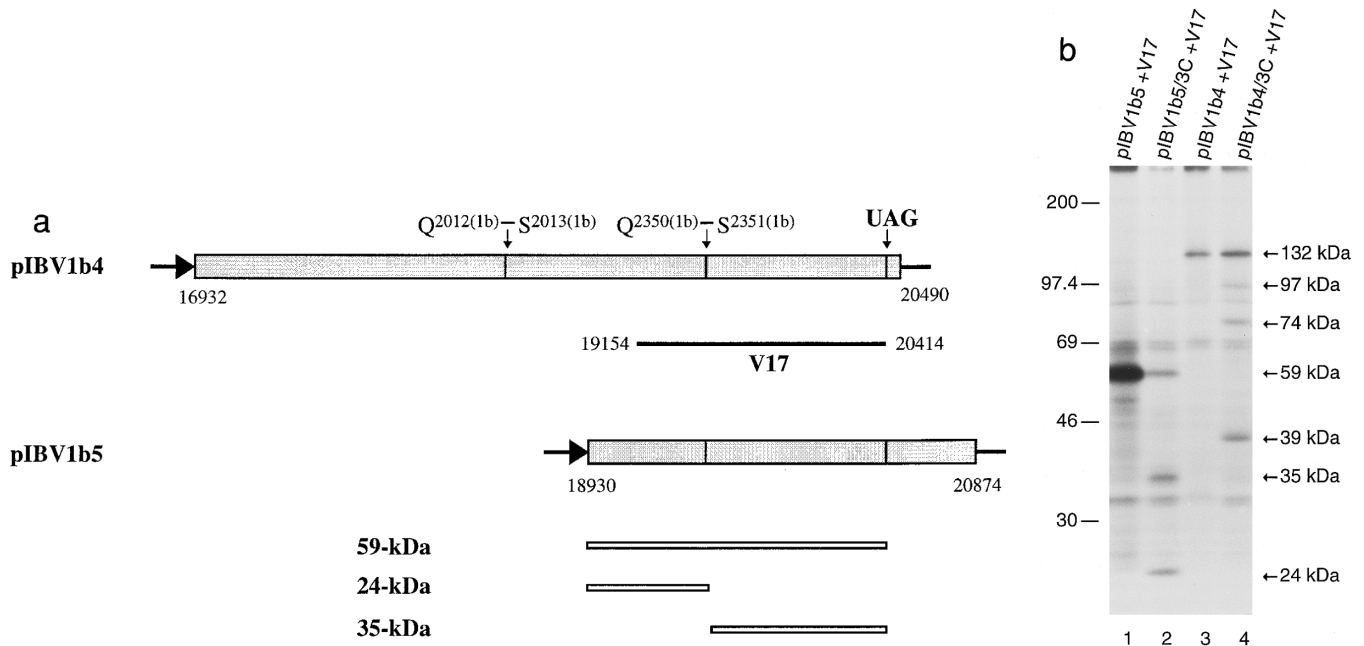 a
Q2012(1b)–S2013(1b)
Q2350(1b)–S2351(1b)
UAG
pIBV1b4
16932
20490
19154
20414
V17
pIBV1b5
18930
20874
59-kDa
24-kDa
35-kDa
b
pIBV1b5 +V17
pIBV1b5/3C +V17
pIBV1b4 +V17
pIBV1b4/3C +V17
200 —
97.4 —
69 —
46 —
30 —
←132 kDa
←97 kDa
←74 kDa
←59 kDa
←39 kDa
←35 kDa
←24 kDa
1 2 3 4